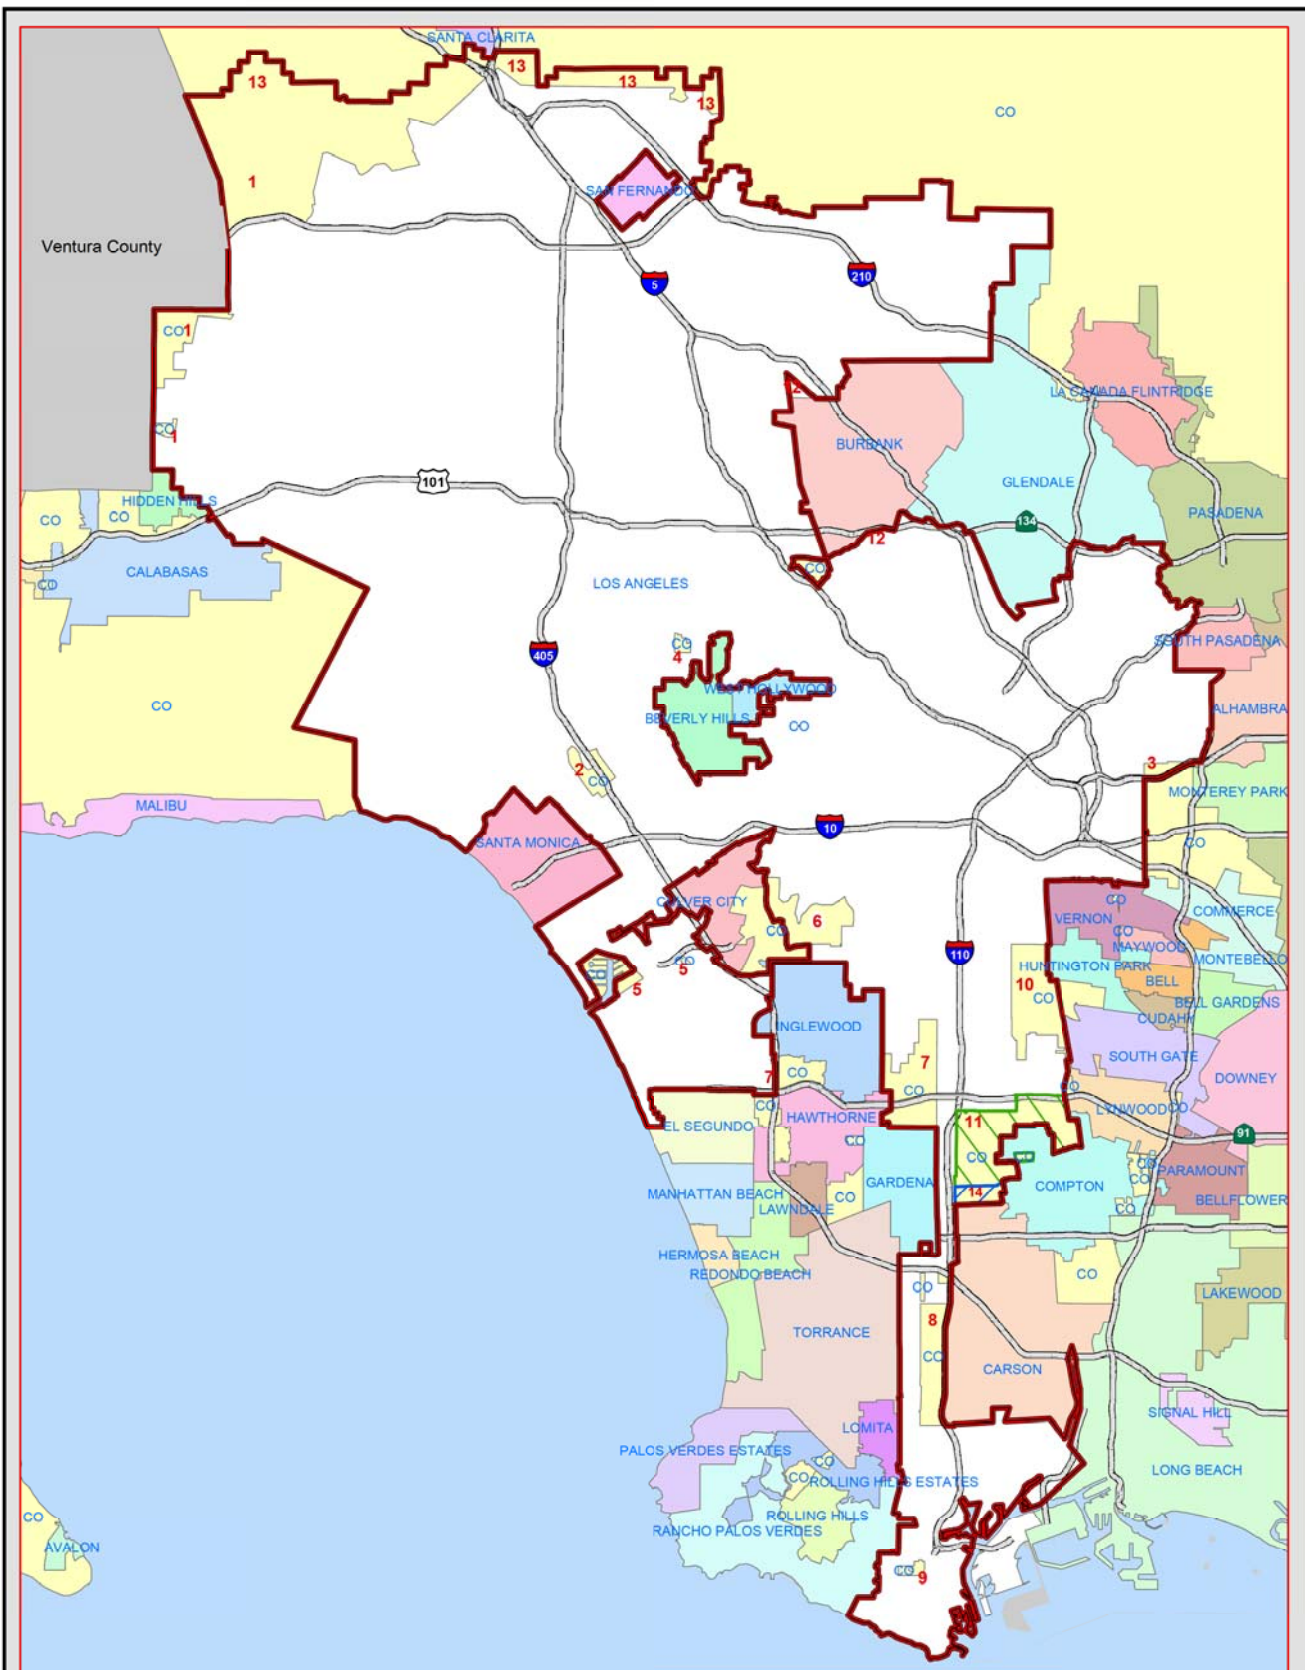 SANTA CLARITA
13
13
13
13
CO
1
SAN FERNANDO
Ventura County
5
210
CO 1
LA CANADA FLINTRIDGE
BURBANK
CO
1
GLENDALE
101
HIDDEN HILLS
PASADENA
CO
CO
134
12
CO
CALABASAS
CO
LOS ANGELES
SOUTH PASADENA
CO
4
405
WEST HOLLYWOOD
CO
BEVERLY HILLS
CO
ALHAMBRA
3
2
CO
MONTEREY PARK
MALIBU
10
SANTA MONICA
CO
CULVER CITY
CO
VERNON
COMMERCE
6
CO
CO
MAYWOOD
110
CO
5
MONTEBELLO
HUNTINGTON PARK
CO
5
10
CO
BELL
BELL GARDENS
CUDAHY
INGLEWOOD
SOUTH GATE
7
CO
7
DOWNEY
CO
CO
CO
HAWTHORNE
LYNWOOD
CO
EL SEGUNDO
11
CO
91
CO
CO
CO
PARAMOUNT
GARDENA
COMPTON
CO
MANHATTAN BEACH
CO
14
BELLFLOWER
LAWNDALE
CO
HERMOSA BEACH
REDONDO BEACH
CO
CO
LAKEWOOD
8
TORRANCE
CO
CARSON
SIGNAL HILL
LOMITA
PALOS VERDES ESTATES
CO
LONG BEACH
CO
ROLLING HILLS ESTATES
ROLLING HILLS
CO
RANCHO PALOS VERDES
AVALON
CO
9